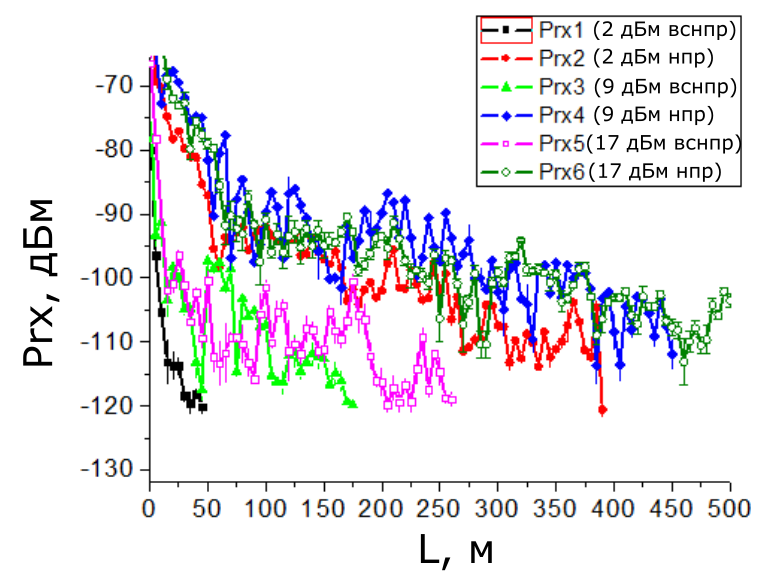 Prx1 (2 дБм вснпр)
Prx2 (2 дБм нпр)
Prx3 (9 дБм вснпр)
Prx4 (9 дБм нпр)
Prx5(17 дБм вснпр)
Prx6(17 дБм нпр)
-70
-80
-90
-100
-110
-120
-130
Prx, дБм
0 50 100 150 200 250 300 350 400 450 500
L, м